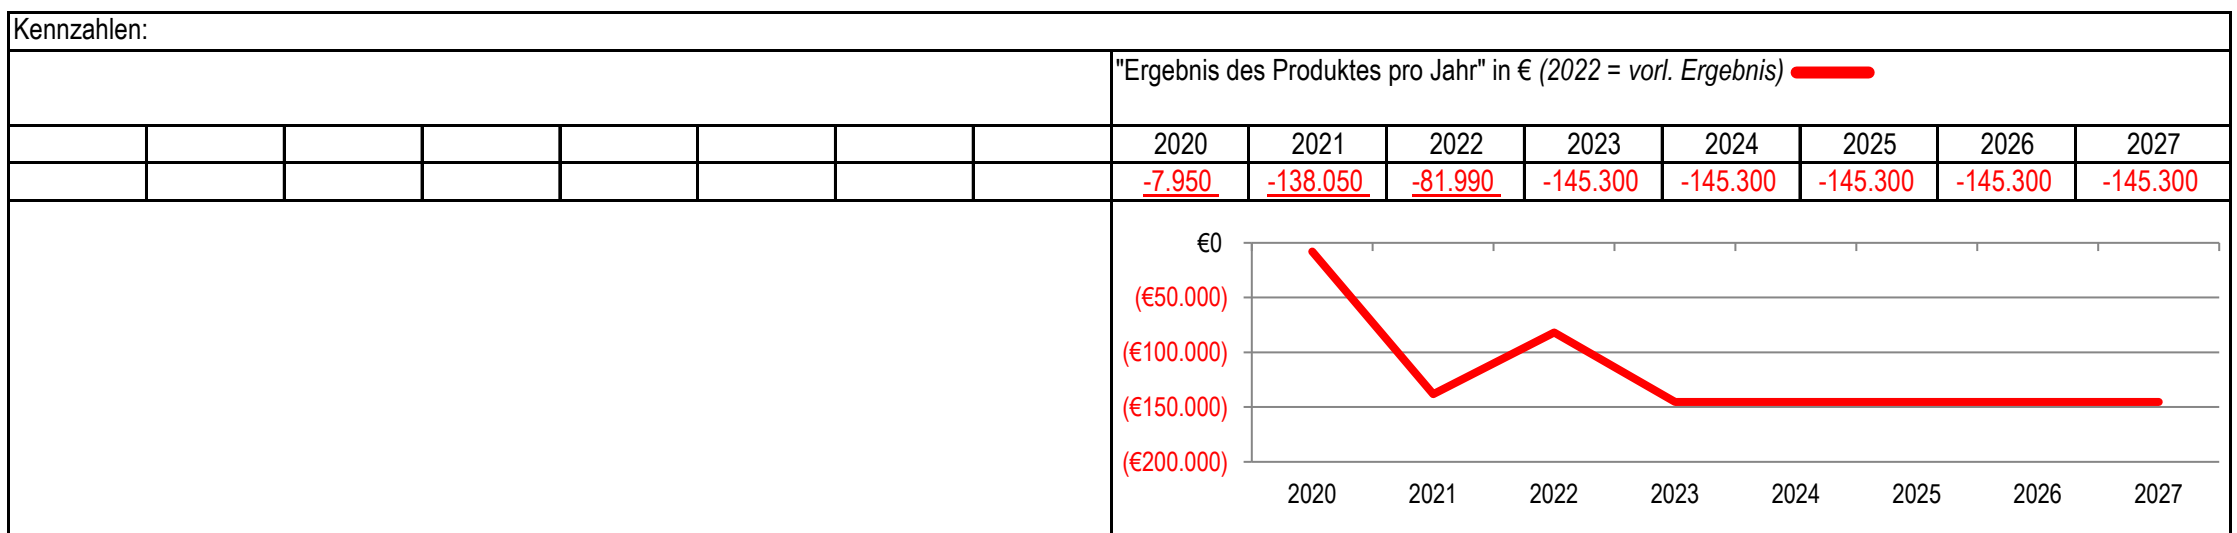 Kennzahlen:
"Ergebnis des Produktes pro Jahr" in € (2022 = vorl. Ergebnis)
2020 2021 2022 2023 2024 2025 2026 2027
-7.950 -138.050 -81.990 -145.300 -145.300 -145.300 -145.300 -145.300
€0
(€50.000)
(€100.000)
(€150.000)
(€200.000)
2020 2021 2022 2023 2024 2025 2026 2027